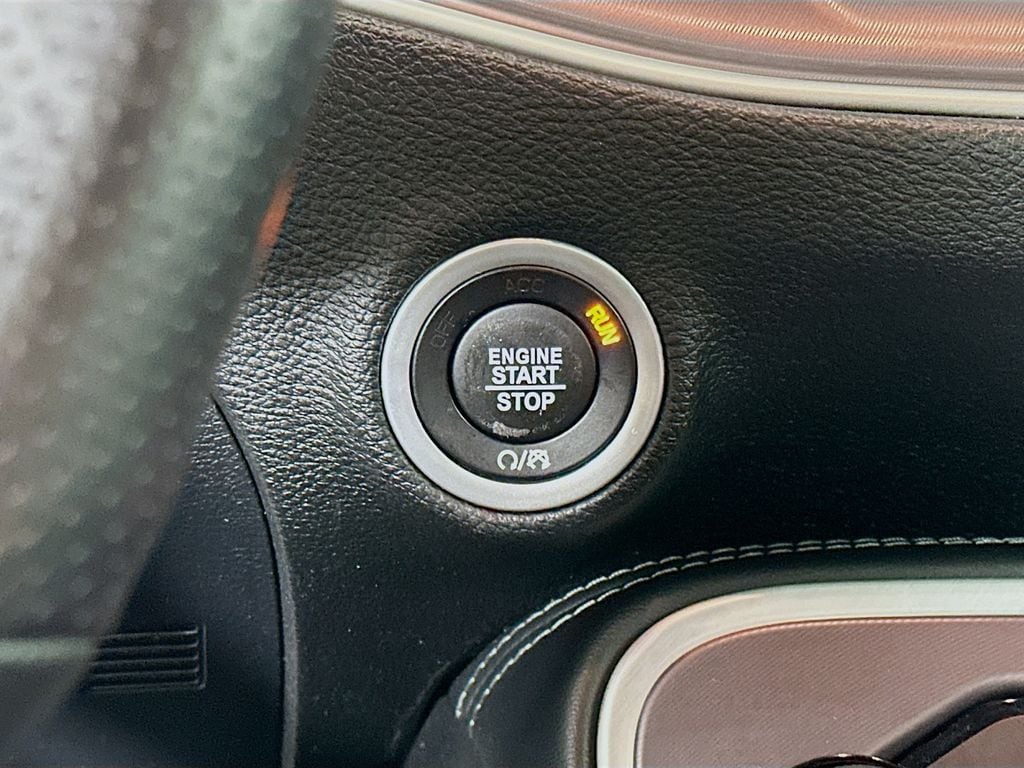 ACC
OFF
RUN
ENGINE
START
STOP